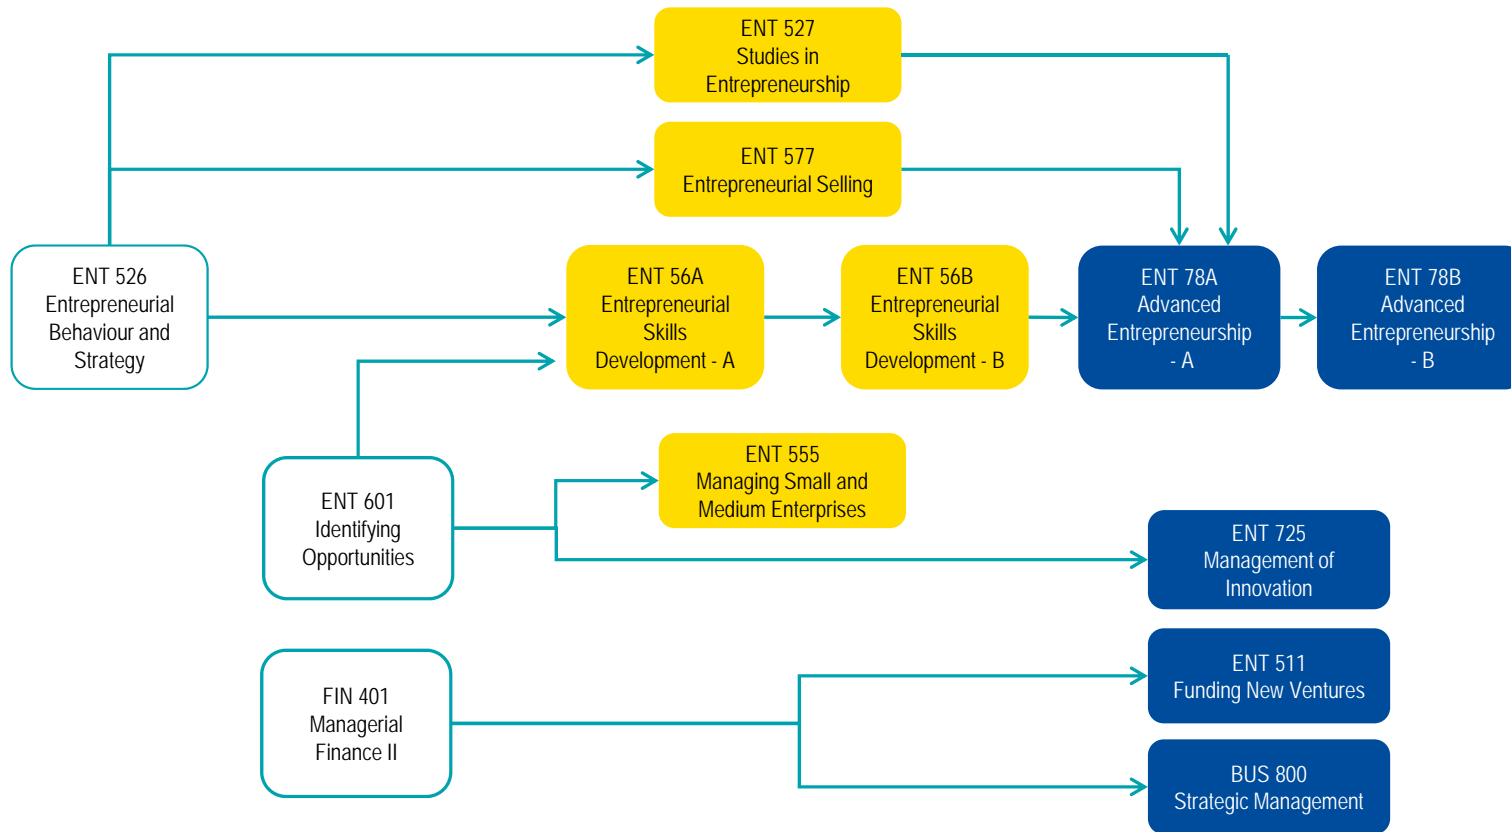 ENT 527
Studies in
Entrepreneurship
ENT 577
Entrepreneurial Selling
ENT 526
Entrepreneurial
Behaviour and
Strategy
ENT 56A
Entrepreneurial
Skills
Development - A
ENT 56B
Entrepreneurial
Skills
Development - B
ENT 78A
Advanced
Entrepreneurship
- A
ENT 78B
Advanced
Entrepreneurship
- B
ENT 601
Identifying
Opportunities
ENT 555
Managing Small and
Medium Enterprises
ENT 725
Management of
Innovation
FIN 401
Managerial
Finance II
ENT 511
Funding New Ventures
BUS 800
Strategic Management